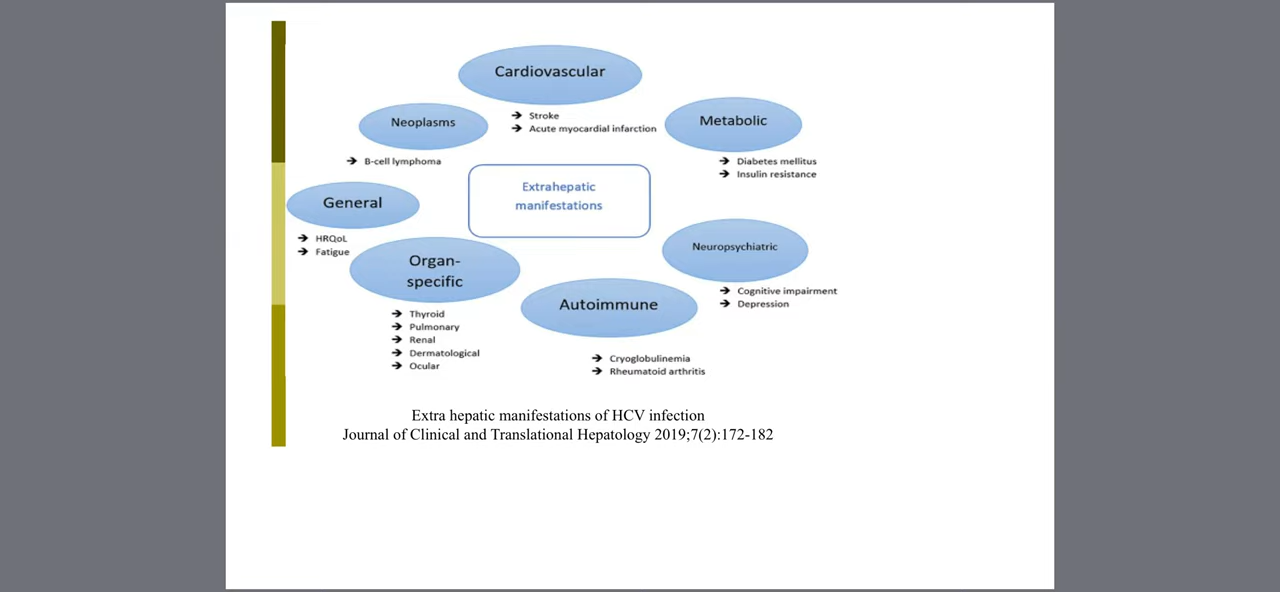 Cardiovascular
➔ Stroke
➔ Acute myocardial infarction
Neoplasms
➔ B-cell lymphoma
Metabolic
➔ Diabetes mellitus
➔ Insulin resistance
Extrahepatic
manifestations
General
➔ HRQoL
➔ Fatigue
Neuropsychiatric
➔ Cognitive impairment
➔ Depression
Organ-
specific
➔ Thyroid
➔ Pulmonary
➔ Renal
➔ Dermatological
➔ Ocular
Autoimmune
➔ Cryoglobulinemia
➔ Rheumatoid arthritis
Extra hepatic manifestations of HCV infection
Journal of Clinical and Translational Hepatology 2019;7(2):172-182